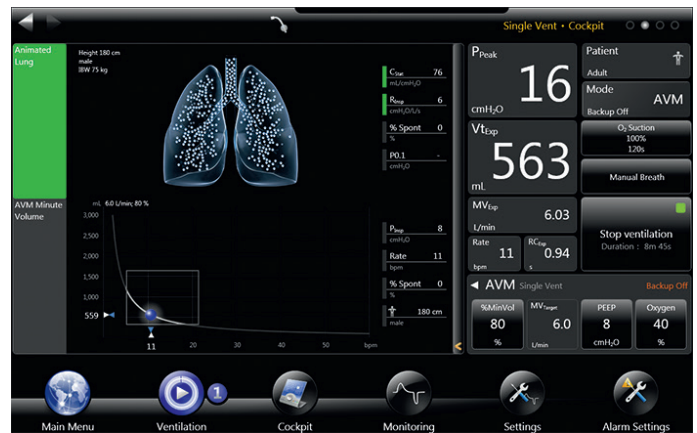 Single Vent • Cockpit
Animated
Lung
Height 180 cm
male
IBW 75 kg
CStat 76
mL/cmH₂O
RInsp 6
cmH₂O/L/s
% Spont 0
%
P0.1 -
cmH₂O
AVM Minute
Volume
mL 6.0 L/min; 80 %
3,000
2,500
2,000
1,500
1,000
559
11 20 30 40 50 bpm
PInsp 8
cmH₂O
Rate 11
bpm
% Spont 0
%
180 cm
male
PPeak
16
cmH₂O
VtExp
563
mL
MVExp
6.03
L/min
Rate
11
bpm
RCExp
0.94
s
Patient
Adult
Mode
AVM
Backup Off
O₂ Suction
100%
120s
Manual Breath
Stop ventilation
Duration : 8m 45s
AVM Single Vent Backup Off
%MinVol
80
%
MVTarget
6.0
L/min
PEEP
8
cmH₂O
Oxygen
40
%
1
Main Menu
Ventilation
Cockpit
Monitoring
Settings
Alarm Settings